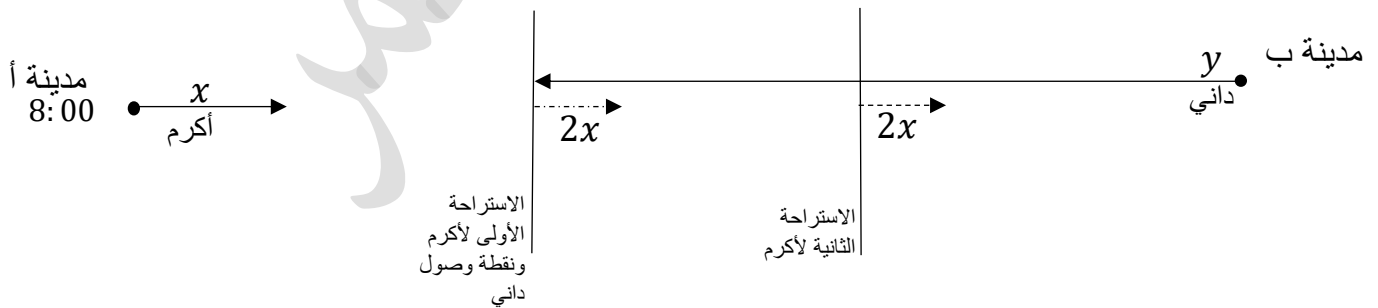 مدينة أ
8:00
x
أكرم
2x
2x
y
داني
مدينة ب
الاستراحة
الأولى لأكرم
ونقطة وصول
داني
الاستراحة
الثانية لأكرم